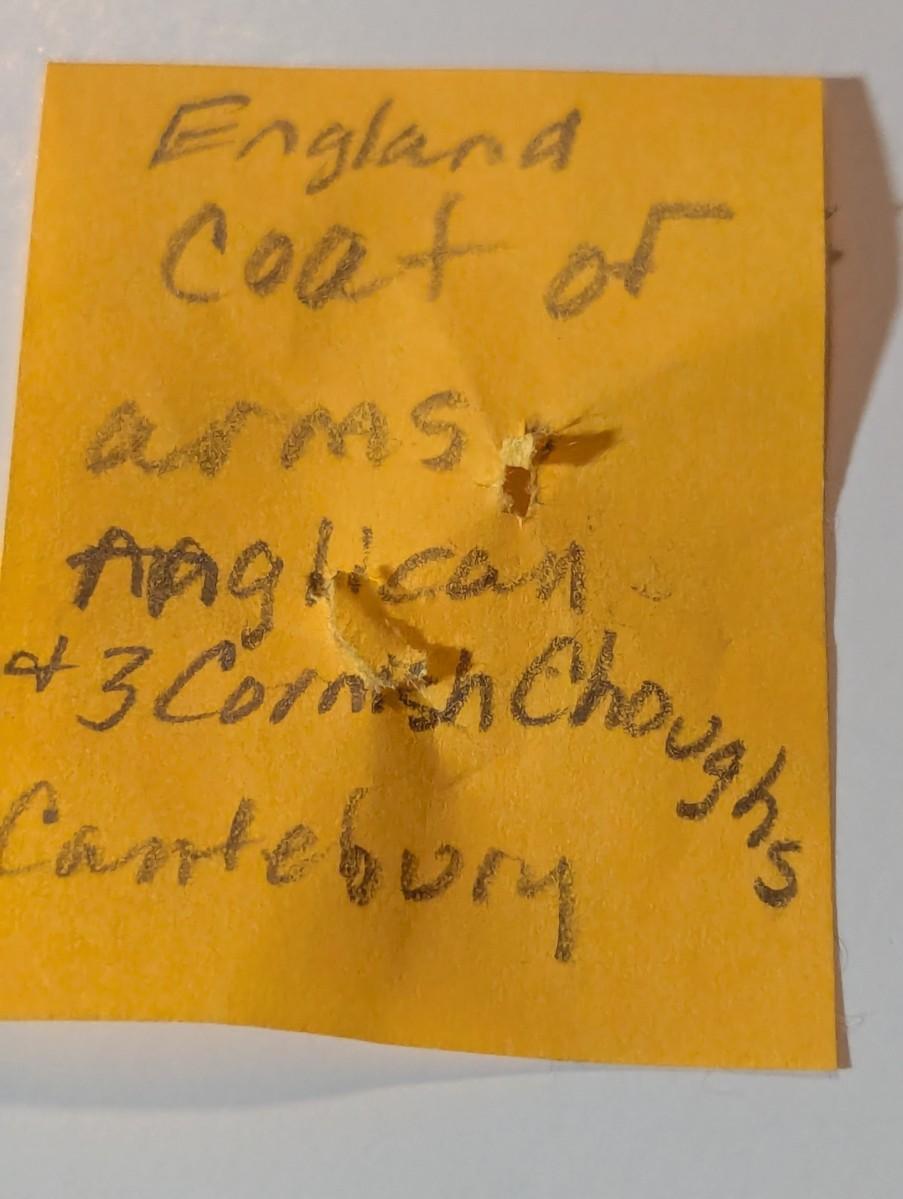 England
Coat of
arms
Anglican
+ 3 Cornish Choughs
Cantebury